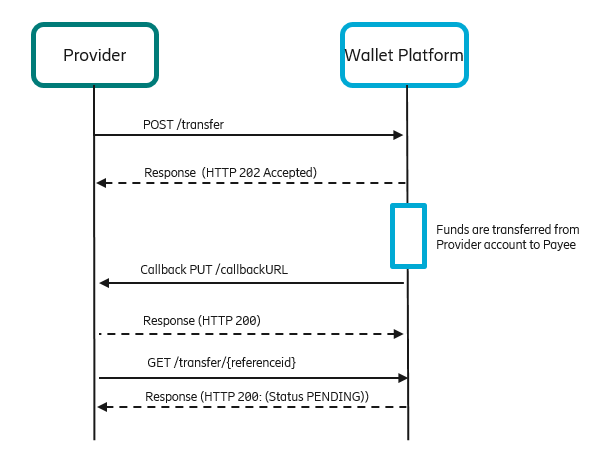 Provider
Wallet Platform
POST /transfer
Response (HTTP 202 Accepted)
Funds are transferred from
Provider account to Payee
Callback PUT /callbackURL
Response (HTTP 200)
GET /transfer/{referenceid}
Response (HTTP 200: (Status PENDING))